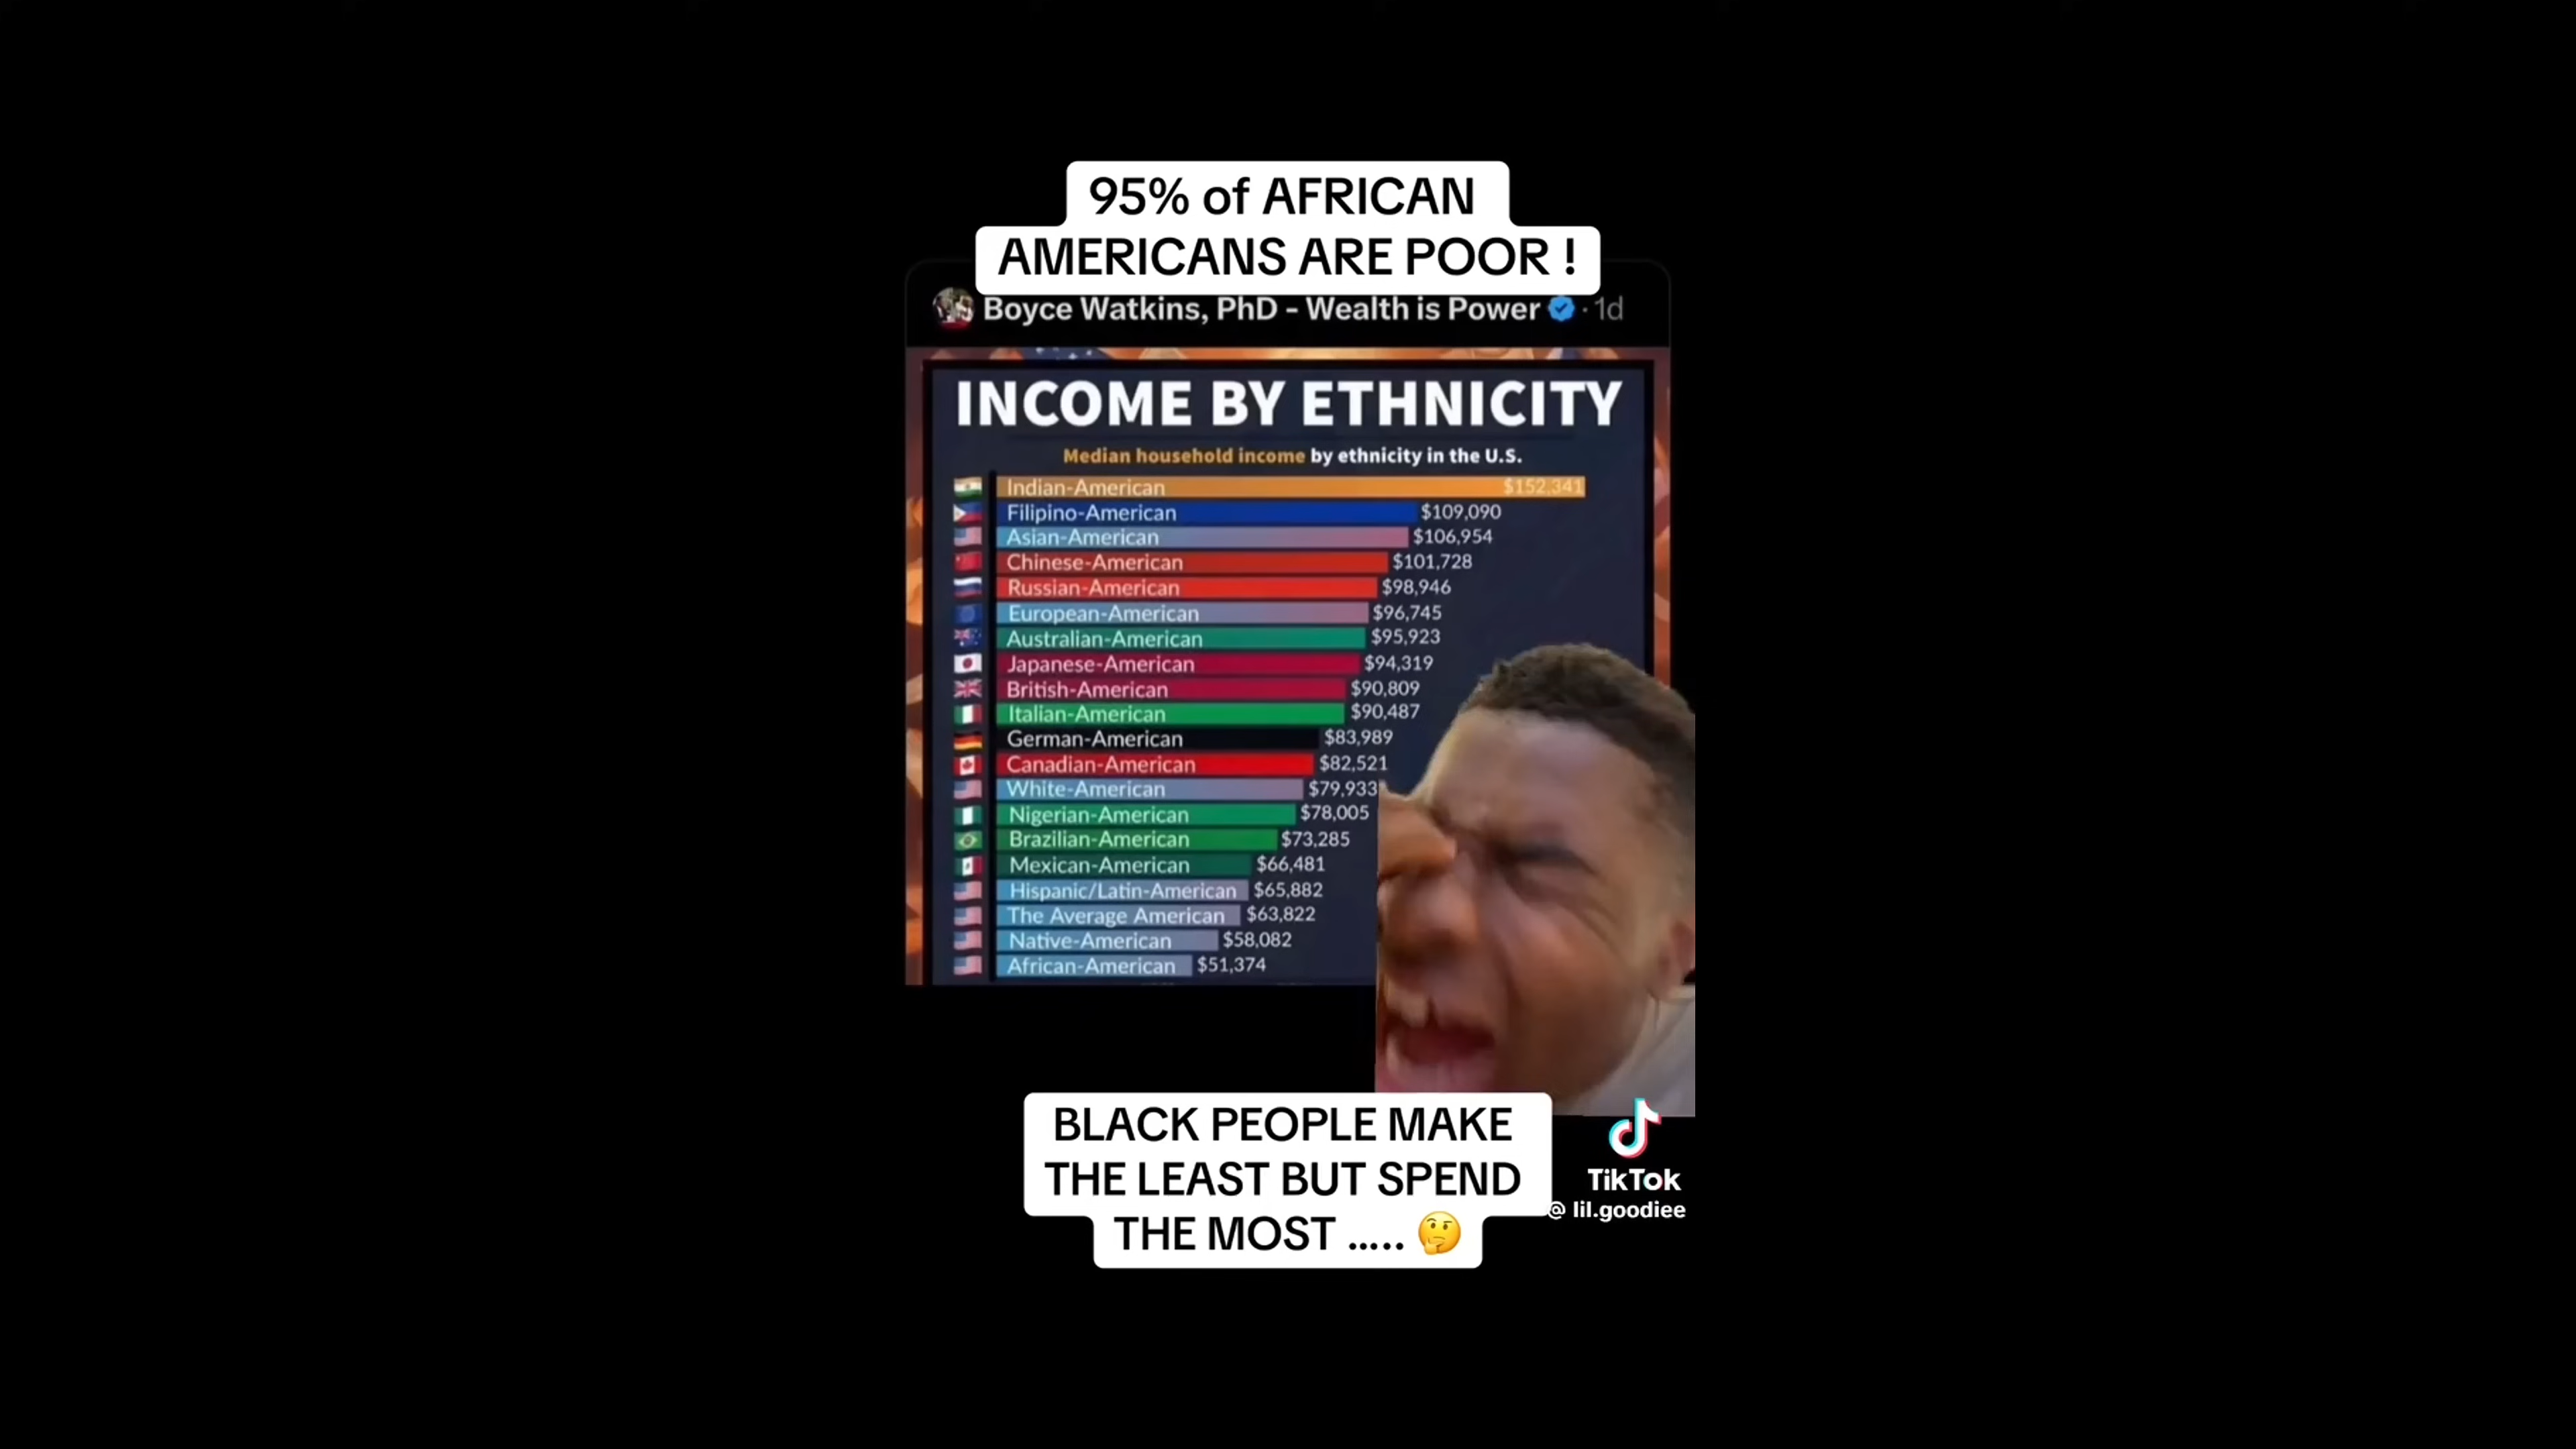 95% of AFRICAN
AMERICANS ARE POOR !
Boyce Watkins, PhD - Wealth is Power · 1d
INCOME BY ETHNICITY
Median household income by ethnicity in the U.S.
Indian-American $152,341
Filipino-American $109,090
Asian-American $106,954
Chinese-American $101,728
Russian-American $98,946
European-American $96,745
Australian-American $95,923
Japanese-American $94,319
British-American $90,809
Italian-American $90,487
German-American $83,989
Canadian-American $82,521
White-American $79,933
Nigerian-American $78,005
Brazilian-American $73,285
Mexican-American $66,481
Hispanic/Latin-American $65,882
The Average American $63,822
Native-American $58,082
African-American $51,374
BLACK PEOPLE MAKE
THE LEAST BUT SPEND
THE MOST ..... 🤔
TikTok
@ lil.goodiee